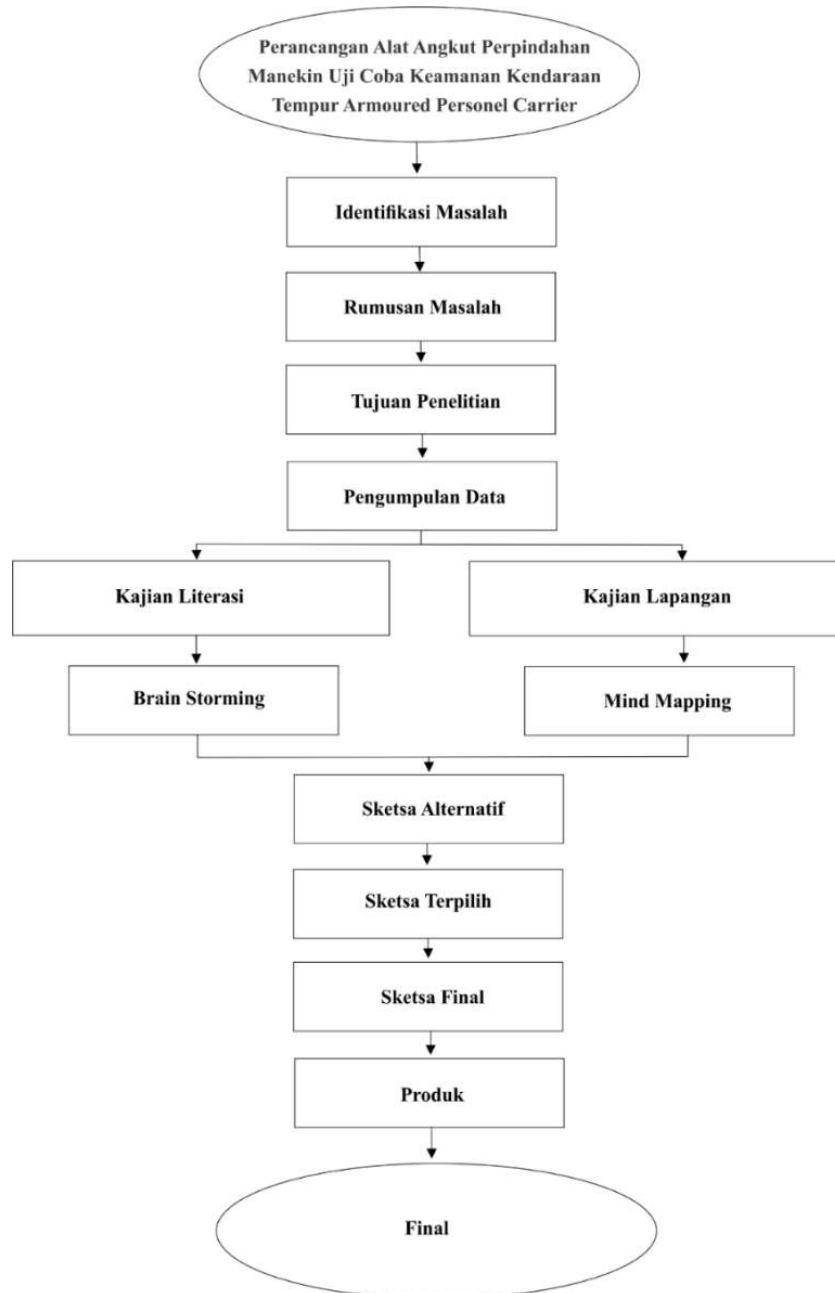 Perancangan Alat Angkut Perpindahan
Manekin Uji Coba Keamanan Kendaraan
Tempur Armoured Personel Carrier
Identifikasi Masalah
Rumusan Masalah
Tujuan Penelitian
Pengumpulan Data
Kajian Literasi
Kajian Lapangan
Brain Storming
Mind Mapping
Sketsa Alternatif
Sketsa Terpilih
Sketsa Final
Produk
Final